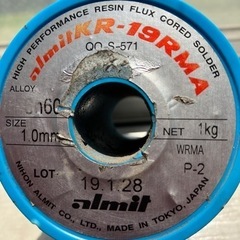 HIGH PERFORMANCE RESIN FLUX CORED SOLDER
almit KR-19RMA
QQ-S-571
ALLOY
Sn60
SIZE
1.0mm
NET 1kg
WRMA
P-2
LOT
19.1.28
almit
NIHON ALMIT CO., LTD. MADE IN TOKYO, JAPAN